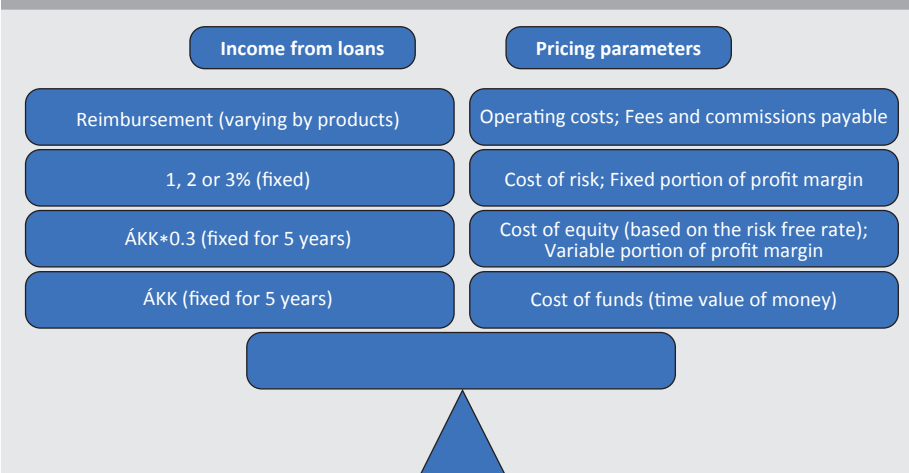 Income from loans
Pricing parameters
Reimbursement (varying by products)
Operating costs; Fees and commissions payable
1, 2 or 3% (fixed)
Cost of risk; Fixed portion of profit margin
ÁKK*0.3 (fixed for 5 years)
Cost of equity (based on the risk free rate);
Variable portion of profit margin
ÁKK (fixed for 5 years)
Cost of funds (time value of money)